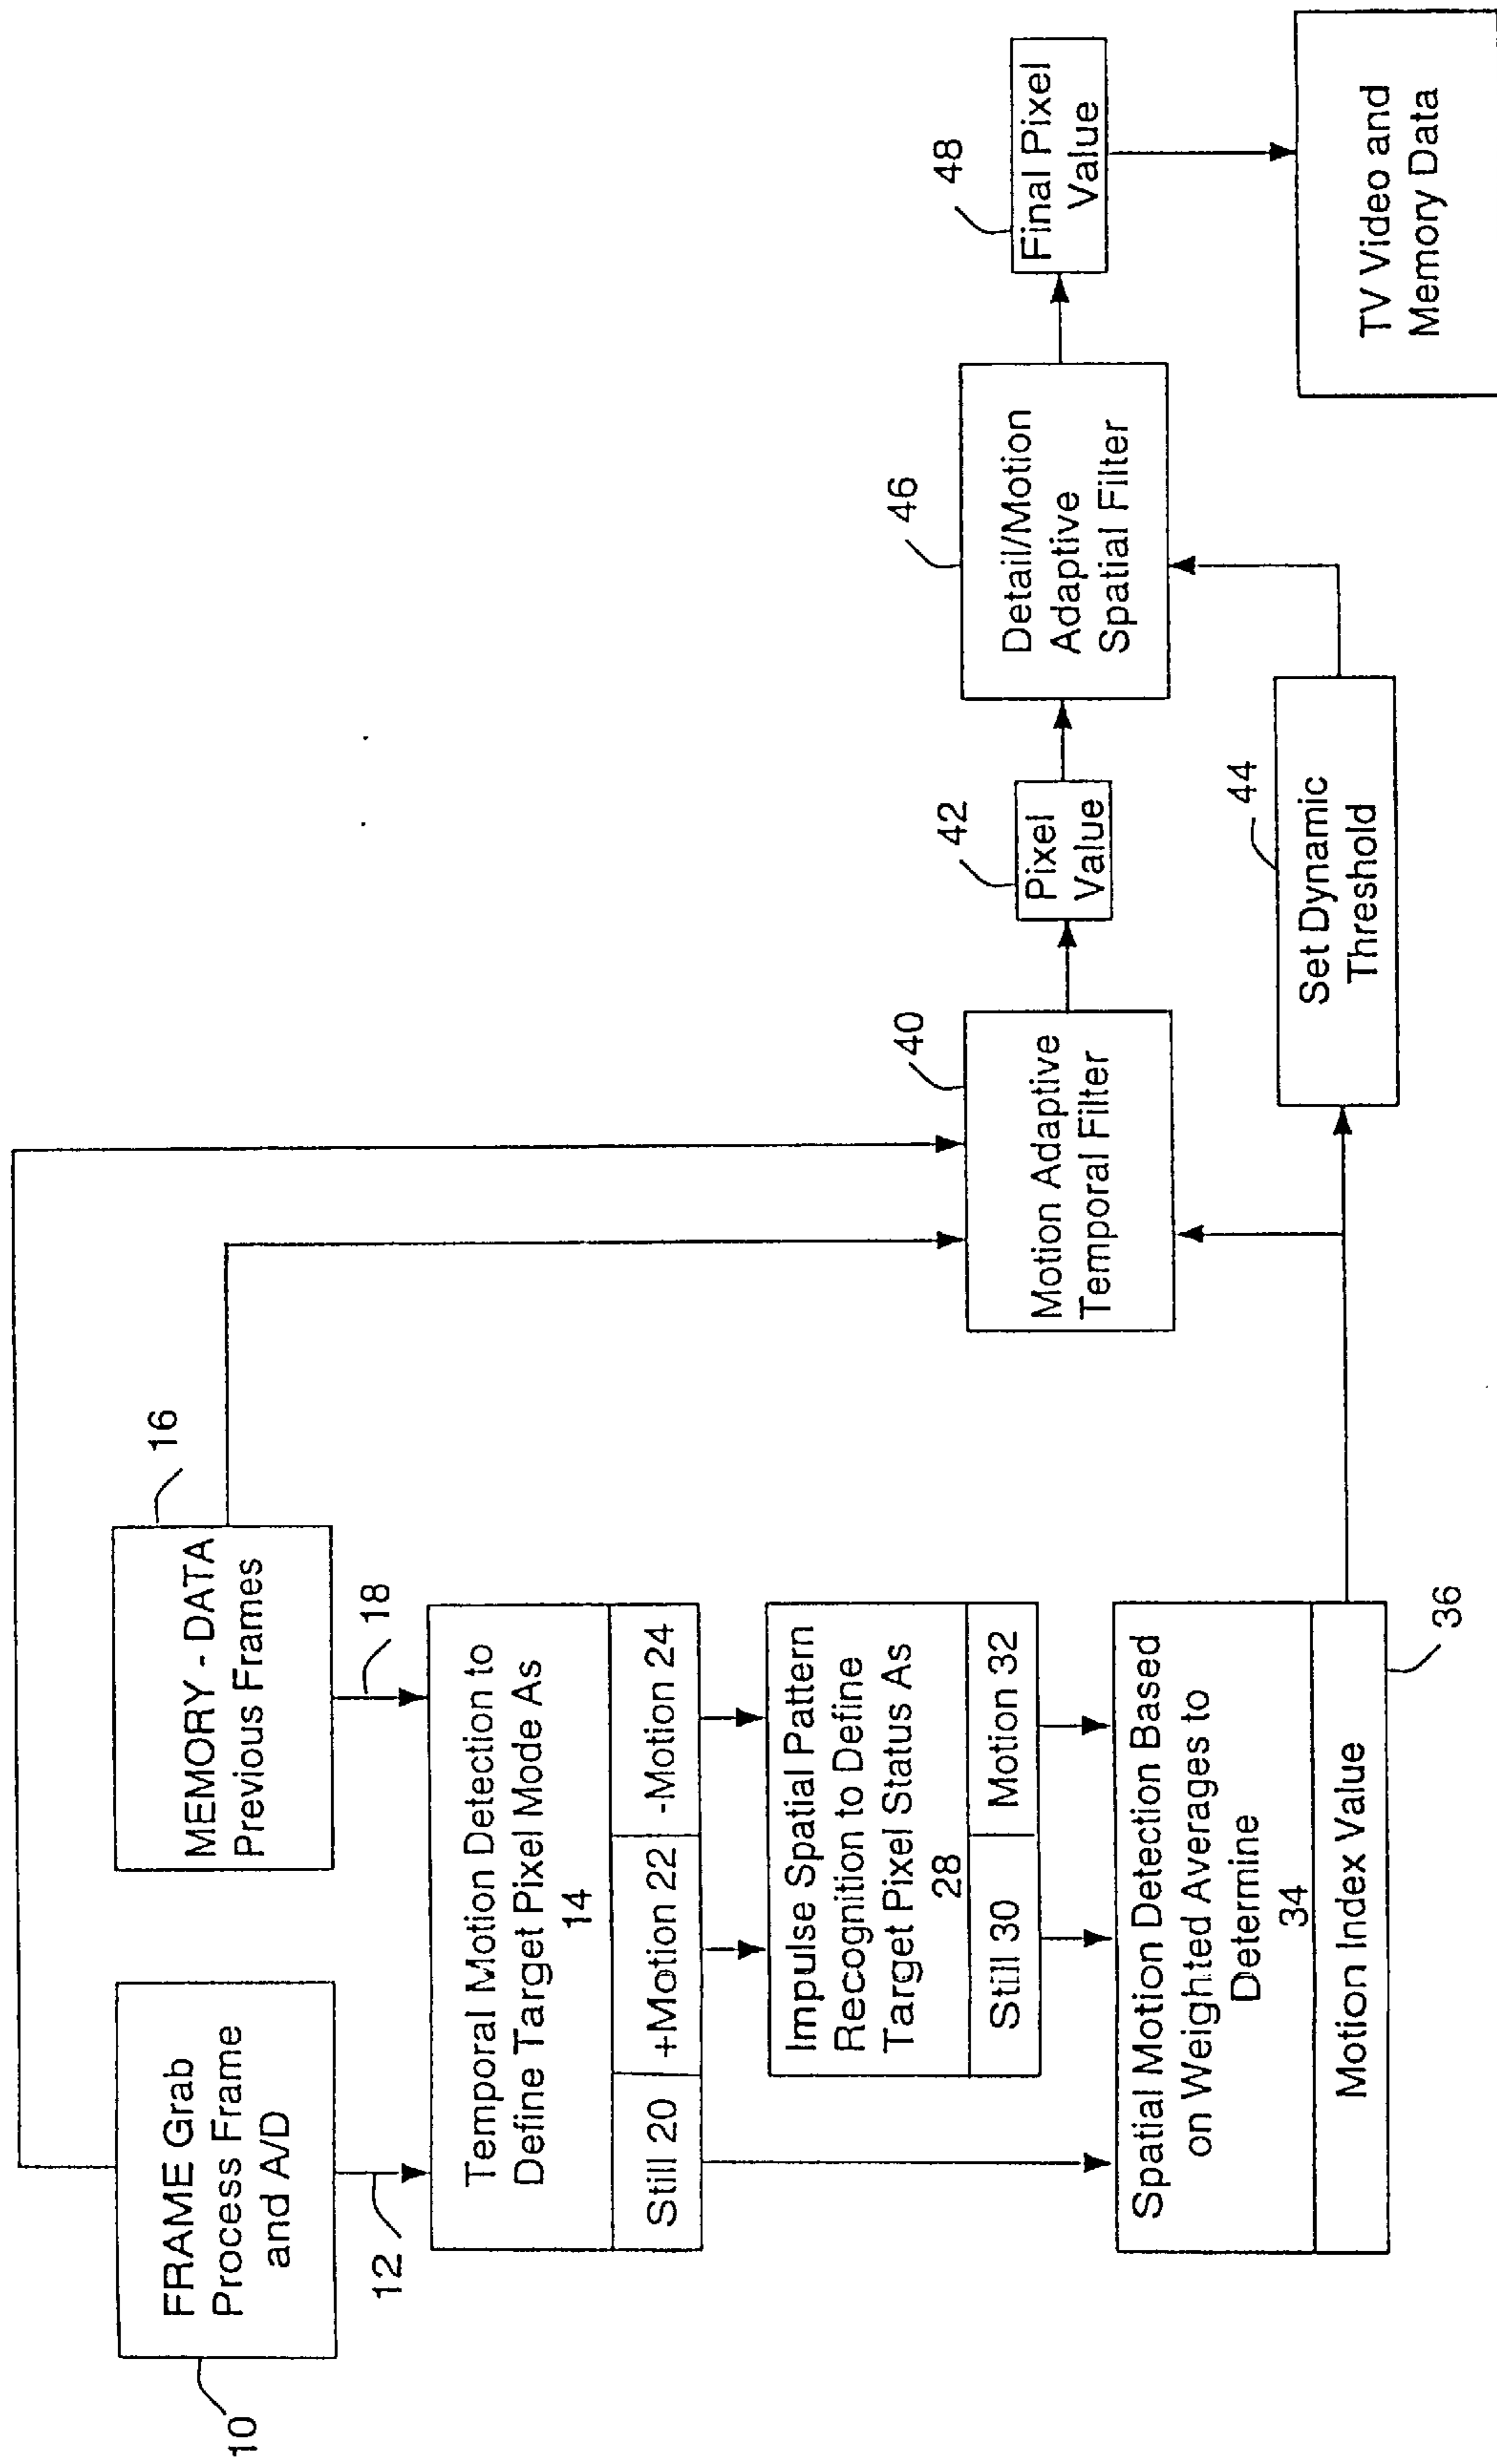 10
FRAME Grab
Process Frame
and A/D
12
16
MEMORY - DATA
Previous Frames
18
Temporal Motion Detection to
Define Target Pixel Mode As
14
Still 20
+Motion 22
-Motion 24
Impulse Spatial Pattern
Recognition to Define
Target Pixel Status As
28
Still 30
Motion 32
Spatial Motion Detection Based
on Weighted Averages to
Determine
34
Motion Index Value
36
40
Motion Adaptive
Temporal Filter
42
Pixel
Value
44
Set Dynamic
Threshold
46
Detail/Motion
Adaptive
Spatial Filter
48
Final Pixel
Value
TV Video and
Memory Data